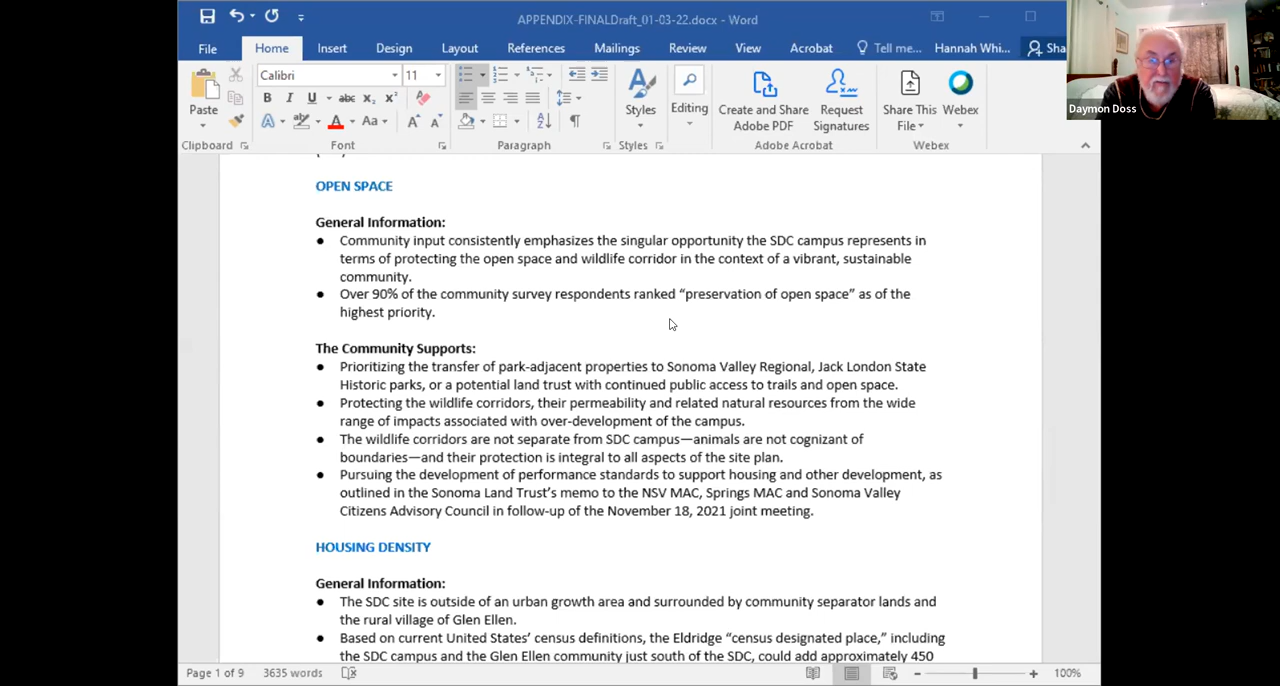 APPENDIX-FINALDraft_01-03-22.docx - Word
File Home Insert Design Layout References Mailings Review View Acrobat Tell me... Hannah Whi... Sha
Daymon Doss
Calibri 11
Paste
Styles
Editing
Create and Share Adobe PDF
Request Signatures
Share This File
Webex
Clipboard Font Paragraph Styles Adobe Acrobat Webex
OPEN SPACE
General Information:
● Community input consistently emphasizes the singular opportunity the SDC campus represents in
terms of protecting the open space and wildlife corridor in the context of a vibrant, sustainable
community.
● Over 90% of the community survey respondents ranked “preservation of open space” as of the
highest priority.
The Community Supports:
● Prioritizing the transfer of park-adjacent properties to Sonoma Valley Regional, Jack London State
Historic parks, or a potential land trust with continued public access to trails and open space.
● Protecting the wildlife corridors, their permeability and related natural resources from the wide
range of impacts associated with over-development of the campus.
● The wildlife corridors are not separate from SDC campus—animals are not cognizant of
boundaries—and their protection is integral to all aspects of the site plan.
● Pursuing the development of performance standards to support housing and other development, as
outlined in the Sonoma Land Trust’s memo to the NSV MAC, Springs MAC and Sonoma Valley
Citizens Advisory Council in follow-up of the November 18, 2021 joint meeting.
HOUSING DENSITY
General Information:
● The SDC site is outside of an urban growth area and surrounded by community separator lands and
the rural village of Glen Ellen.
● Based on current United States’ census definitions, the Eldridge “census designated place,” including
the SDC campus and the Glen Ellen community just south of the SDC, could add approximately 450
Page 1 of 9 3635 words 100%